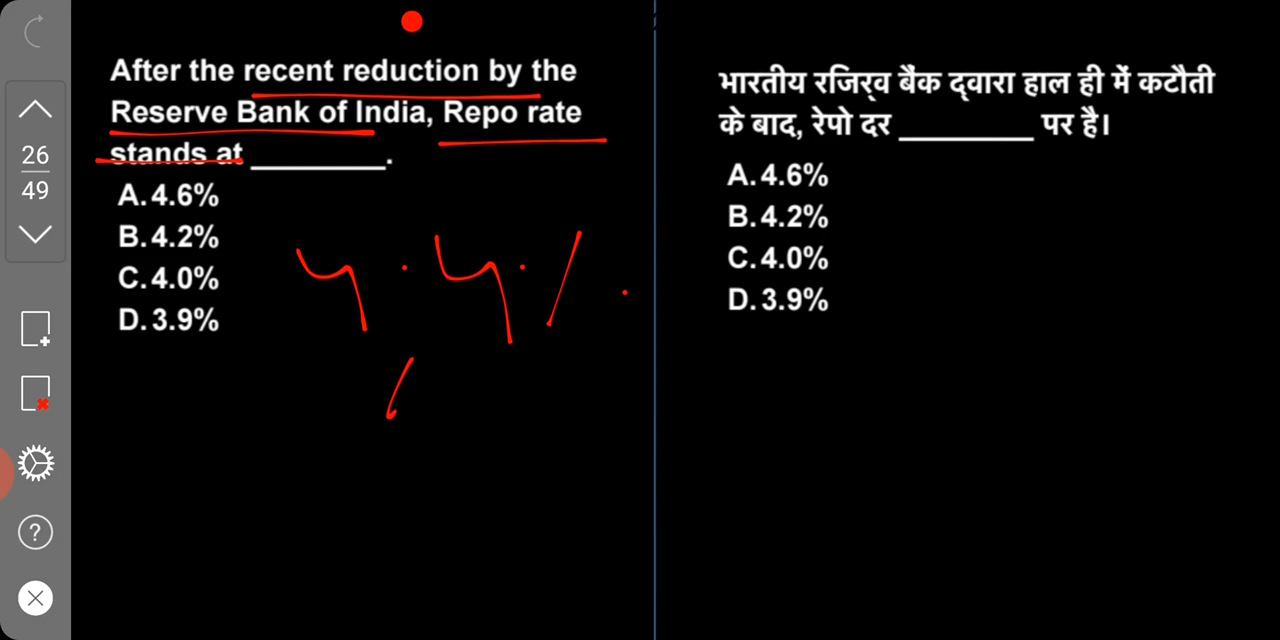 After the recent reduction by the
Reserve Bank of India, Repo rate
stands at ________.
A. 4.6%
B. 4.2%
C. 4.0%
D. 3.9%
भारतीय रजिर्व बैंक द्वारा हाल ही में कटौती
के बाद, रेपो दर ________ पर है।
A. 4.6%
B. 4.2%
C. 4.0%
D. 3.9%
26
49
?